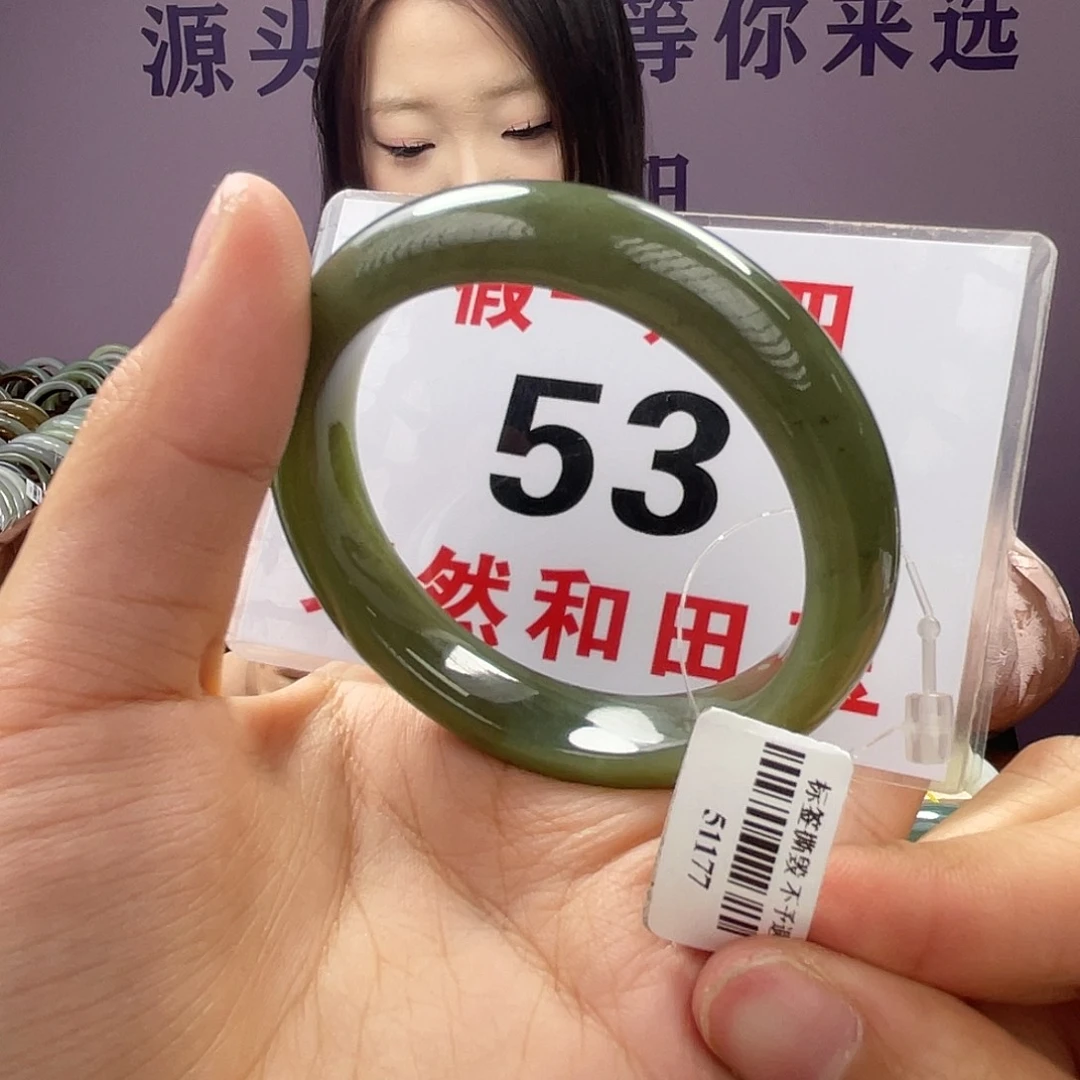 源头 等你来选
假一
53
然和田
标签撕毁不予退
51177